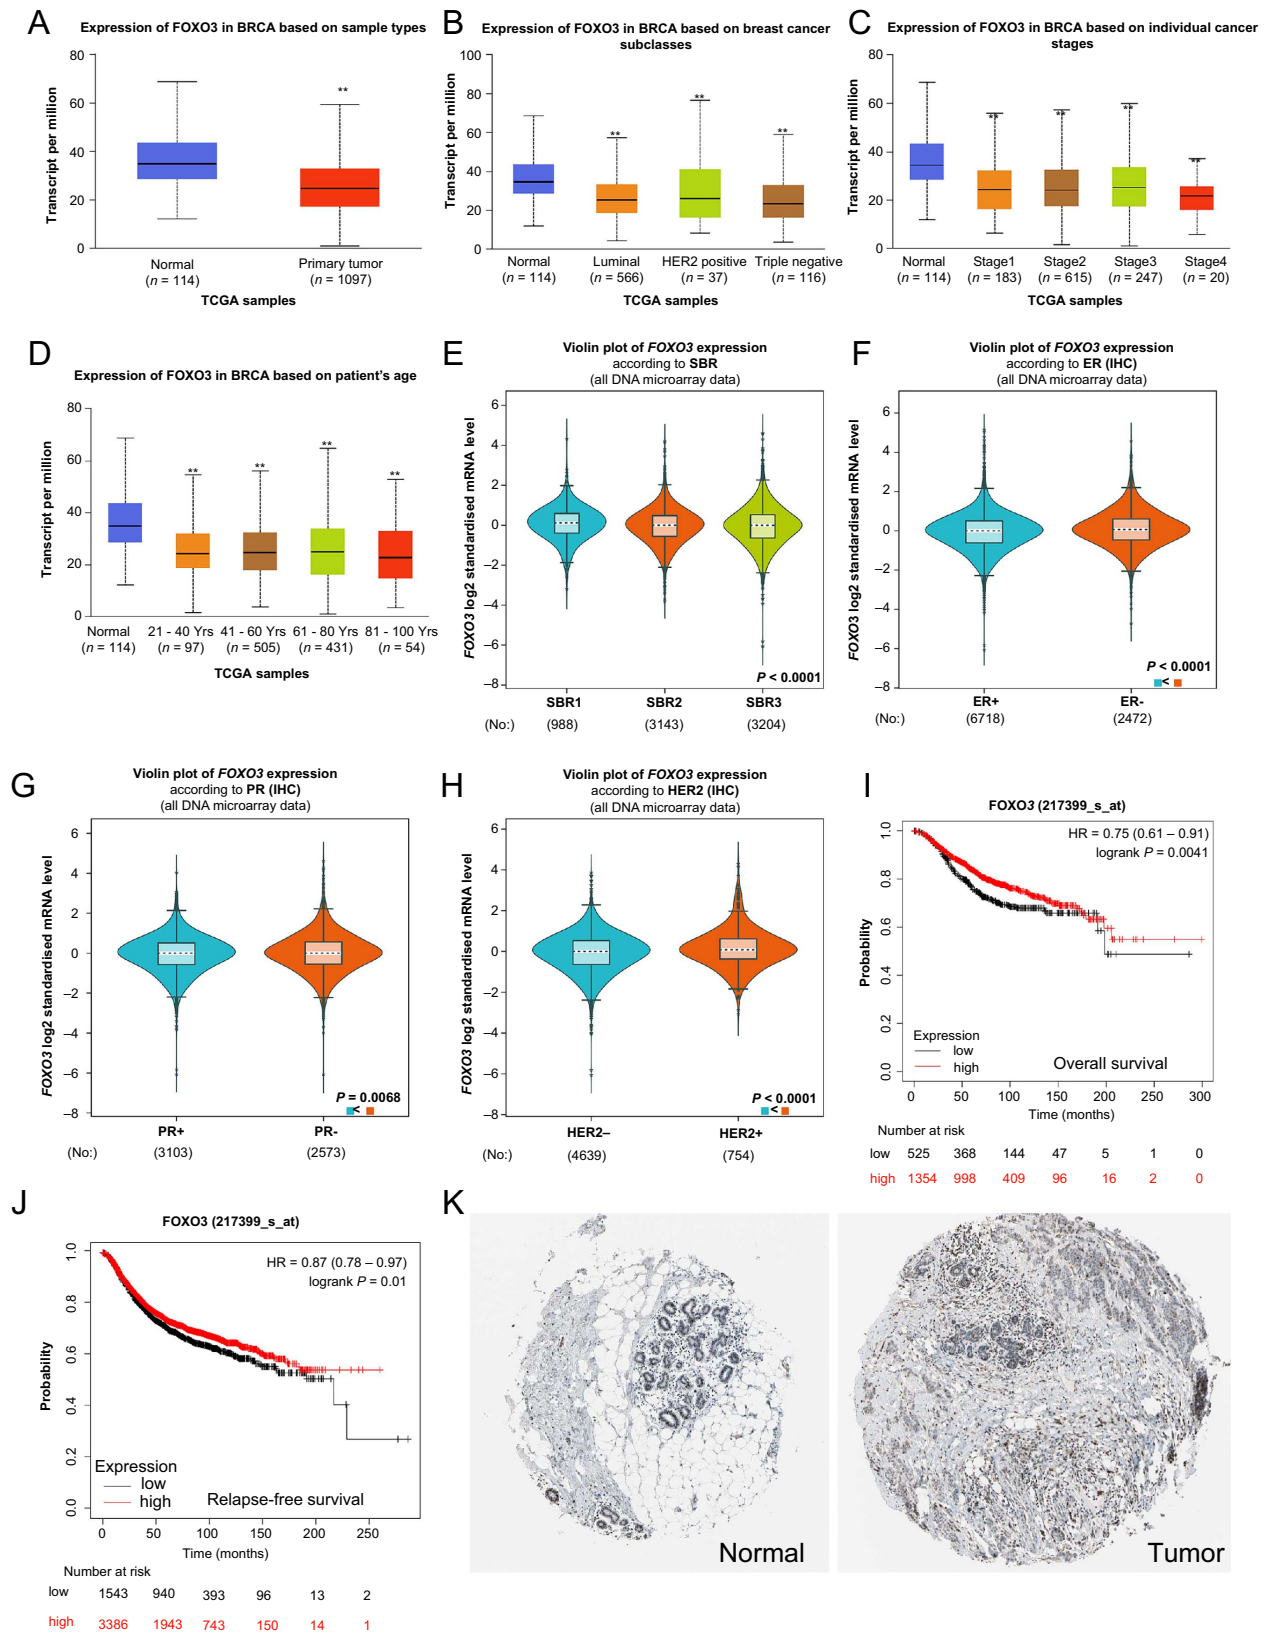 A
Expression of FOXO3 in BRCA based on sample types
Transcript per million
80
60
40
20
0
**
Normal
(n = 114)
Primary tumor
(n = 1097)
TCGA samples
B
Expression of FOXO3 in BRCA based on breast cancer
subclasses
Transcript per million
100
80
60
40
20
0
**
**
**
Normal
(n = 114)
Luminal
(n = 566)
HER2 positive
(n = 37)
Triple negative
(n = 116)
TCGA samples
C
Expression of FOXO3 in BRCA based on individual cancer
stages
Transcript per million
80
60
40
20
0
**
**
**
**
Normal
(n = 114)
Stage1
(n = 183)
Stage2
(n = 615)
Stage3
(n = 247)
Stage4
(n = 20)
TCGA samples
D
Expression of FOXO3 in BRCA based on patient's age
Transcript per million
80
60
40
20
0
**
**
**
**
Normal
(n = 114)
21 - 40 Yrs
(n = 97)
41 - 60 Yrs
(n = 505)
61 - 80 Yrs
(n = 431)
81 - 100 Yrs
(n = 54)
TCGA samples
E
Violin plot of FOXO3 expression
according to SBR
(all DNA microarray data)
FOXO3 log2 standardised mRNA level
6
4
2
0
−2
−4
−6
−8
P < 0.0001
SBR1
SBR2
SBR3
(No:)
(988)
(3143)
(3204)
F
Violin plot of FOXO3 expression
according to ER (IHC)
(all DNA microarray data)
FOXO3 log2 standardised mRNA level
6
4
2
0
−2
−4
−6
−8
P < 0.0001
<
ER+
ER-
(No:)
(6718)
(2472)
G
Violin plot of FOXO3 expression
according to PR (IHC)
(all DNA microarray data)
FOXO3 log2 standardised mRNA level
6
4
2
0
−2
−4
−6
−8
P = 0.0068
<
PR+
PR-
(No:)
(3103)
(2573)
H
Violin plot of FOXO3 expression
according to HER2 (IHC)
(all DNA microarray data)
FOXO3 log2 standardised mRNA level
6
4
2
0
−2
−4
−6
−8
P < 0.0001
<
HER2–
HER2+
(No:)
(4639)
(754)
I
FOXO3 (217399_s_at)
HR = 0.75 (0.61 – 0.91)
logrank P = 0.0041
Probability
1.0
0.8
0.6
0.4
0.2
0.0
Expression
low
high
Overall survival
0 50 100 150 200 250 300
Time (months)
Number at risk
low 525 368 144 47 5 1 0
high 1354 998 409 96 16 2 0
J
FOXO3 (217399_s_at)
HR = 0.87 (0.78 – 0.97)
logrank P = 0.01
Probability
1.0
0.8
0.6
0.4
0.2
0.0
Expression
low
high
Relapse-free survival
0 50 100 150 200 250
Time (months)
Number at risk
low 1543 940 393 96 13 2
high 3386 1943 743 150 14 1
K
Normal
Tumor